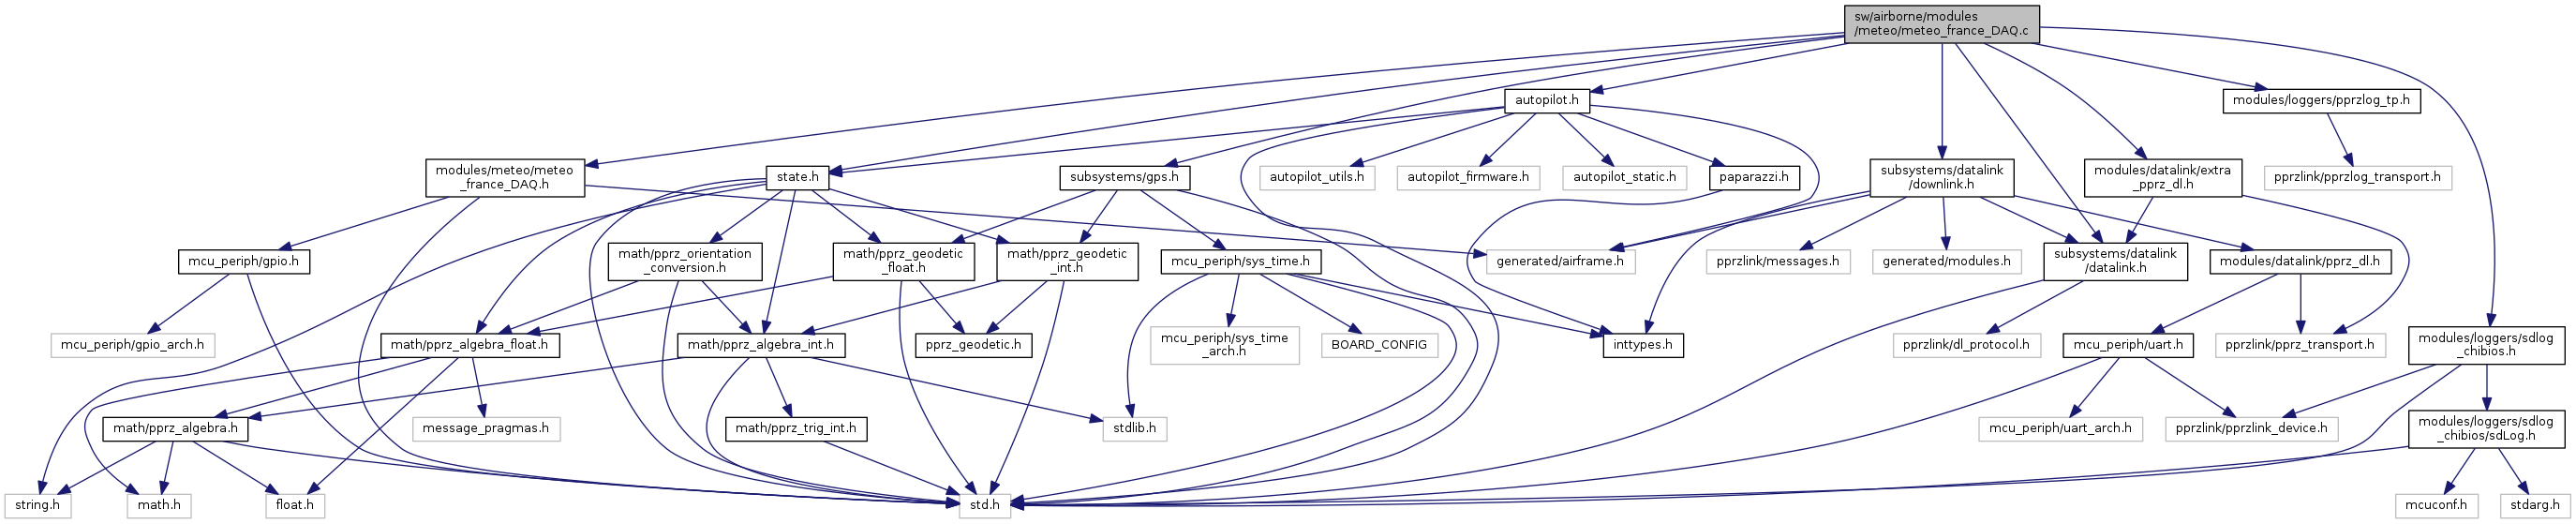 sw/airborne/modules
/meteo/meteo_france_DAQ.c
autopilot.h
modules/loggers/pprzlog_tp.h
modules/meteo/meteo
_france_DAQ.h
state.h
subsystems/gps.h
autopilot_utils.h
autopilot_firmware.h
autopilot_static.h
paparazzi.h
subsystems/datalink
/downlink.h
modules/datalink/extra
_pprz_dl.h
pprzlink/pprzlog_transport.h
mcu_periph/gpio.h
math/pprz_orientation
_conversion.h
math/pprz_geodetic
_float.h
math/pprz_geodetic
_int.h
mcu_periph/sys_time.h
generated/airframe.h
pprzlink/messages.h
generated/modules.h
subsystems/datalink
/datalink.h
modules/datalink/pprz_dl.h
mcu_periph/gpio_arch.h
math/pprz_algebra_float.h
math/pprz_algebra_int.h
pprz_geodetic.h
mcu_periph/sys_time
_arch.h
BOARD_CONFIG
inttypes.h
pprzlink/dl_protocol.h
mcu_periph/uart.h
pprzlink/pprz_transport.h
modules/loggers/sdlog
_chibios.h
math/pprz_algebra.h
message_pragmas.h
math/pprz_trig_int.h
stdlib.h
mcu_periph/uart_arch.h
pprzlink/pprzlink_device.h
modules/loggers/sdlog
_chibios/sdLog.h
string.h
math.h
float.h
std.h
mcuconf.h
stdarg.h